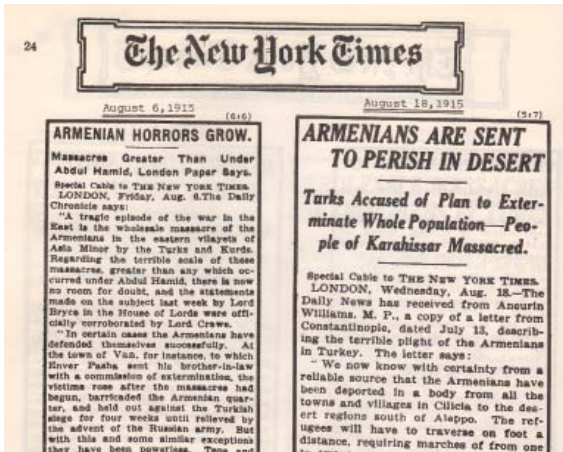 24
The New York Times
August 6, 1915
(6:6)
ARMENIAN HORRORS GROW.
Massacres Greater Than Under
Abdul Hamid, London Paper Says.
Special Cable to THE NEW YORK TIMES.
LONDON, Friday, Aug. 6.The Daily
Chronicle says:
"A tragic episode of the war in the
East is the wholesale massacre of the
Armenians in the eastern vilayets of
Asia Minor by the Turks and Kurds.
Regarding the terrible scale of these
massacres, greater than any which oc-
curred under Abdul Hamid, there is now
no room for doubt, and the statements
made on the subject last week by Lord
Bryce in the House of Lords were offi-
cially corroborated by Lord Crewe.
"In certain cases the Armenians have
defended themselves successfully. At
the town of Van, for instance, to which
Enver Pasha sent his brother-in-law
with a commission of extermination, the
victims rose after the massacres had
begun, barricaded the Armenian quar-
ter, and held out against the Turkish
siege for four weeks until relieved by
the advent of the Russian army. But
with this and some similar exceptions
they have been powerless. Tens and
August 18, 1915
(5:7)
ARMENIANS ARE SENT
TO PERISH IN DESERT
Turks Accused of Plan to Exter-
minate Whole Population—Peo-
ple of Karahissar Massacred.
Special Cable to THE NEW YORK TIMES.
LONDON, Wednesday, Aug. 18.—The
Daily News has received from Aneurin
Williams, M. P., a copy of a letter from
Constantinople, dated July 13, describ-
ing the terrible plight of the Armenians
in Turkey. The letter says:
"We now know with certainty from a
reliable source that the Armenians have
been deported in a body from all the
towns and villages in Cilicia to the des-
ert regions south of Aleppo. The ref-
ugees will have to traverse on foot a
distance, requiring marches of from one